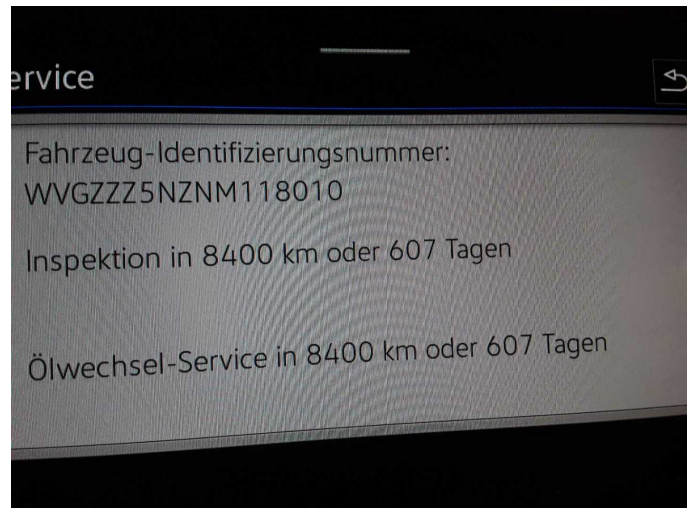 ervice
Fahrzeug-Identifizierungsnummer:
WVGZZZ5NZNM118010
Inspektion in 8400 km oder 607 Tagen
Ölwechsel-Service in 8400 km oder 607 Tagen